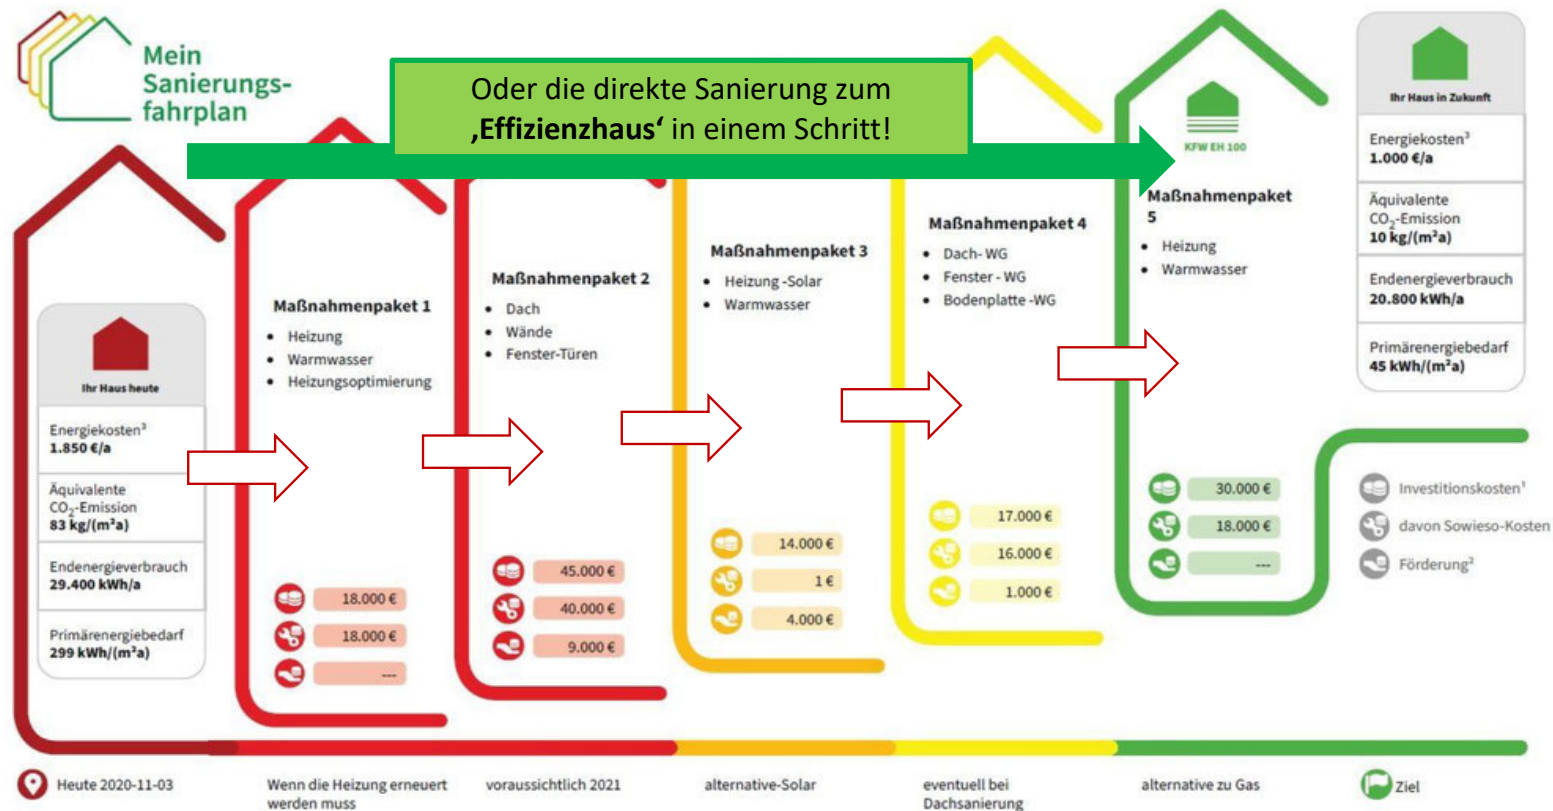 Mein
Sanierungs-
fahrplan
Oder die direkte Sanierung zum
‚Effizienzhaus‘ in einem Schritt!
Ihr Haus heute
Energiekosten³
1.850 €/a
Äquivalente
CO₂-Emission
83 kg/(m²a)
Endenergieverbrauch
29.400 kWh/a
Primärenergiebedarf
299 kWh/(m²a)
Maßnahmenpaket 1
• Heizung
• Warmwasser
• Heizungsoptimierung
18.000 €
18.000 €
---
Maßnahmenpaket 2
• Dach
• Wände
• Fenster-Türen
45.000 €
40.000 €
9.000 €
Maßnahmenpaket 3
• Heizung -Solar
• Warmwasser
14.000 €
1 €
4.000 €
Maßnahmenpaket 4
• Dach- WG
• Fenster - WG
• Bodenplatte -WG
17.000 €
16.000 €
1.000 €
KFW EH 100
Maßnahmenpaket
5
• Heizung
• Warmwasser
30.000 €
18.000 €
---
Ihr Haus in Zukunft
Energiekosten³
1.000 €/a
Äquivalente
CO₂-Emission
10 kg/(m²a)
Endenergieverbrauch
20.800 kWh/a
Primärenergiebedarf
45 kWh/(m²a)
Investitionskosten¹
davon Sowieso-Kosten
Förderung²
Heute 2020-11-03
Wenn die Heizung erneuert
werden muss
voraussichtlich 2021
alternative-Solar
eventuell bei
Dachsanierung
alternative zu Gas
Ziel